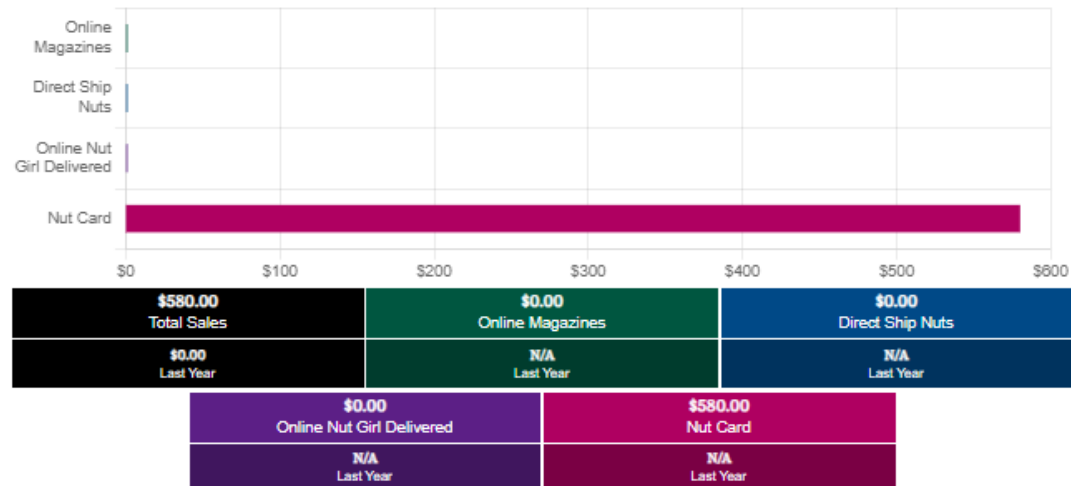 Online
Magazines
Direct Ship
Nuts
Online Nut
Girl Delivered
Nut Card
$0 $100 $200 $300 $400 $500 $600
$580.00 $0.00 $0.00
Total Sales Online Magazines Direct Ship Nuts
$0.00 N/A N/A
Last Year Last Year Last Year
$0.00 $580.00
Online Nut Girl Delivered Nut Card
N/A N/A
Last Year Last Year